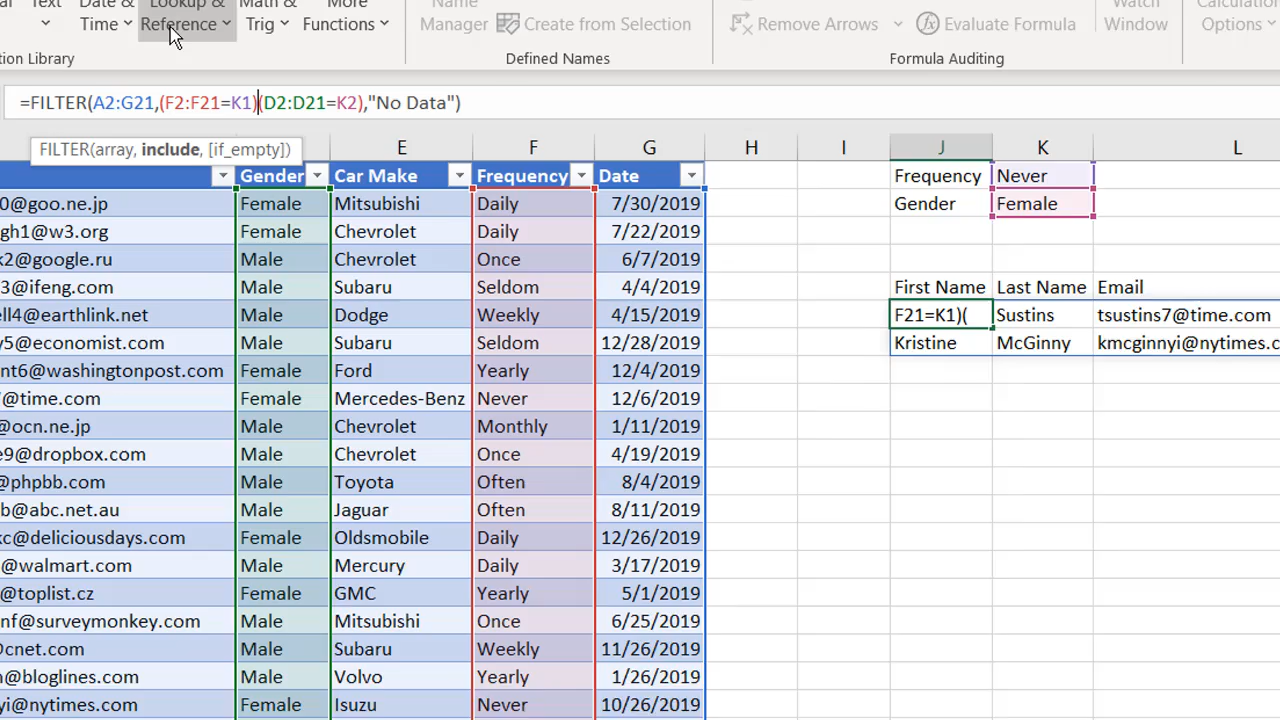 Text Date & Lookup & Math & More
Time Reference Trig Functions
Name Manager Create from Selection Remove Arrows Evaluate Formula Watch Window Calculation Options
Library Defined Names Formula Auditing
=FILTER(A2:G21,(F2:F21=K1)(D2:D21=K2),"No Data")
FILTER(array, include, [if_empty])
E F G H I J K L
Gender Car Make Frequency Date Frequency Never
0@goo.ne.jp Female Mitsubishi Daily 7/30/2019 Gender Female
gh1@w3.org Female Chevrolet Daily 7/22/2019
k2@google.ru Male Chevrolet Once 6/7/2019
3@ifeng.com Male Subaru Seldom 4/4/2019 First Name Last Name Email
ell4@earthlink.net Male Dodge Weekly 4/15/2019 F21=K1)( Sustins tsustins7@time.com
y5@economist.com Male Subaru Seldom 12/28/2019 Kristine McGinny kmcginnyi@nytimes.c
nt6@washingtonpost.com Female Ford Yearly 12/4/2019
@time.com Female Mercedes-Benz Never 12/6/2019
@ocn.ne.jp Male Chevrolet Monthly 1/11/2019
e9@dropbox.com Male Chevrolet Once 4/19/2019
@phpbb.com Male Toyota Often 8/4/2019
b@abc.net.au Male Jaguar Often 8/11/2019
kc@deliciousdays.com Female Oldsmobile Daily 12/26/2019
@walmart.com Male Mercury Daily 3/17/2019
@toplist.cz Female GMC Yearly 5/1/2019
nf@surveymonkey.com Male Mitsubishi Once 6/25/2019
@cnet.com Male Subaru Weekly 11/26/2019
@bloglines.com Male Volvo Yearly 1/26/2019
yi@nytimes.com Female Isuzu Never 10/26/2019